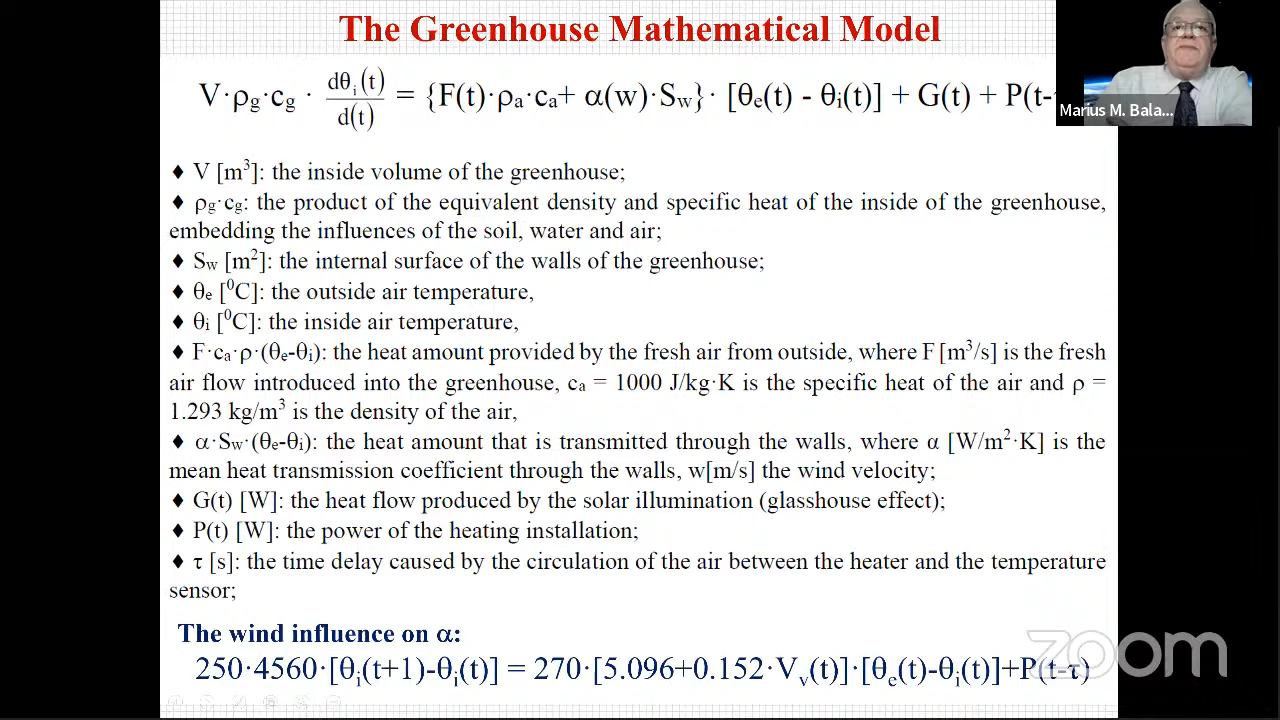 The Greenhouse Mathematical Model
V·ρg·cg · dθi(t)/d(t) = {F(t)·ρa·ca+ α(w)·Sw}· [θe(t) - θi(t)] + G(t) + P(t-
Marius M. Bala...
♦ V [m³]: the inside volume of the greenhouse;
♦ ρg·cg: the product of the equivalent density and specific heat of the inside of the greenhouse,
embedding the influences of the soil, water and air;
♦ Sw [m²]: the internal surface of the walls of the greenhouse;
♦ θe [⁰C]: the outside air temperature,
♦ θi [⁰C]: the inside air temperature,
♦ F·ca·ρ·(θe-θi): the heat amount provided by the fresh air from outside, where F [m³/s] is the fresh
air flow introduced into the greenhouse, ca = 1000 J/kg·K is the specific heat of the air and ρ =
1.293 kg/m³ is the density of the air,
♦ α·Sw·(θe-θi): the heat amount that is transmitted through the walls, where α [W/m²·K] is the
mean heat transmission coefficient through the walls, w[m/s] the wind velocity;
♦ G(t) [W]: the heat flow produced by the solar illumination (glasshouse effect);
♦ P(t) [W]: the power of the heating installation;
♦ τ [s]: the time delay caused by the circulation of the air between the heater and the temperature
sensor;
The wind influence on α:
250·4560·[θi(t+1)-θi(t)] = 270·[5.096+0.152·Vv(t)]·[θe(t)-θi(t)]+P(t-τ)
zoom